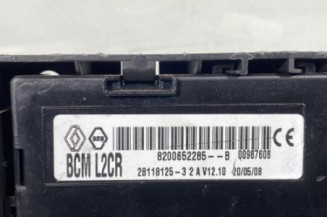 BCM L2CR
8200652285--B 00987608
28118125-3 2 A V12.10 20/05/08
CE